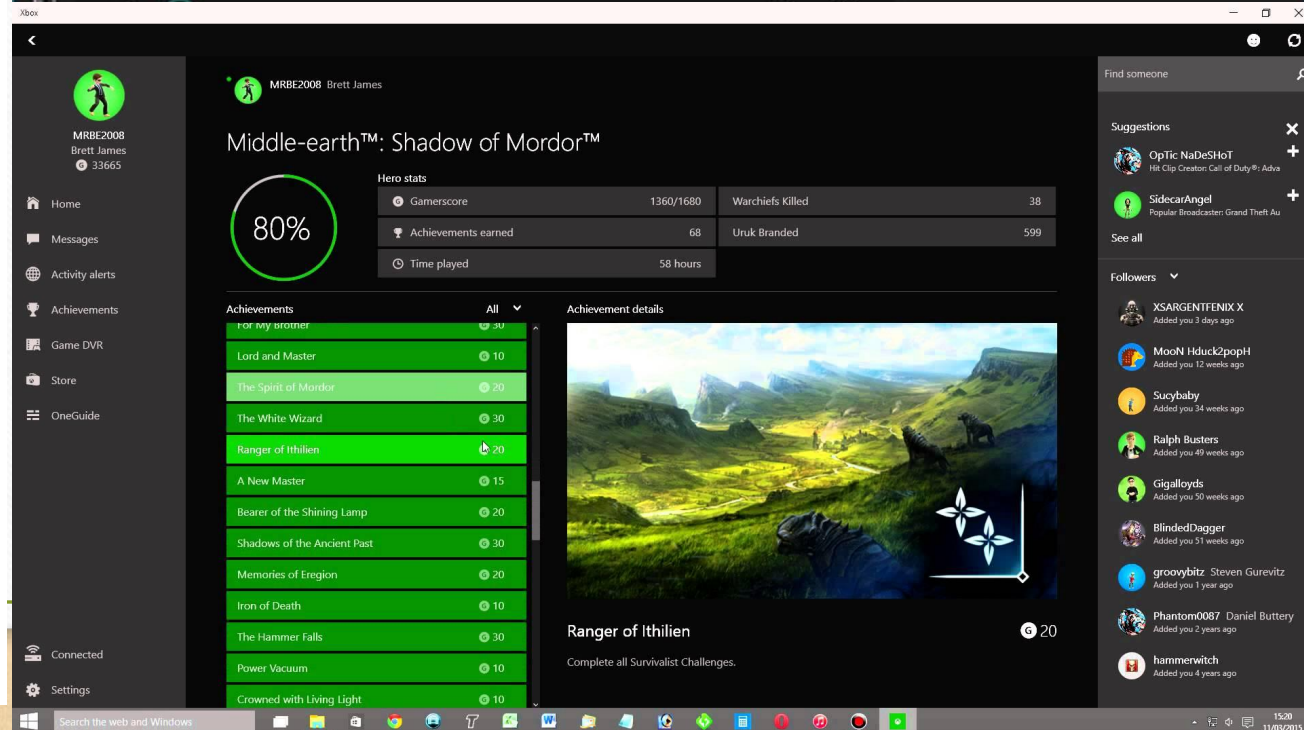 Xbox
MRBE2008
Brett James
G 33665
Home
Messages
Activity alerts
Achievements
Game DVR
Store
OneGuide
Connected
Settings
MRBE2008 Brett James
Middle-earth™: Shadow of Mordor™
80%
Hero stats
G Gamerscore 1360/1680
Achievements earned 68
Time played 58 hours
Warchiefs Killed 38
Uruk Branded 599
Achievements All
For My Brother G 30
Lord and Master G 10
The Spirit of Mordor G 20
The White Wizard G 30
Ranger of Ithilien G 20
A New Master G 15
Bearer of the Shining Lamp G 20
Shadows of the Ancient Past G 30
Memories of Eregion G 20
Iron of Death G 10
The Hammer Falls G 30
Power Vacuum G 10
Crowned with Living Light G 10
Achievement details
Ranger of Ithilien G 20
Complete all Survivalist Challenges.
Find someone
Suggestions
OpTic NaDeSHoT
Hit Clip Creator: Call of Duty®: Adva
SidecarAngel
Popular Broadcaster: Grand Theft Au
See all
Followers
XSARGENTFENIX X
Added you 3 days ago
MooN Hduck2popH
Added you 12 weeks ago
Sucybaby
Added you 34 weeks ago
Ralph Busters
Added you 49 weeks ago
Gigalloyds
Added you 50 weeks ago
BlindedDagger
Added you 51 weeks ago
groovybitz Steven Gurevitz
Added you 1 year ago
Phantom0087 Daniel Buttery
Added you 2 years ago
hammerwitch
Added you 4 years ago
Search the web and Windows
15:20
11/03/2015